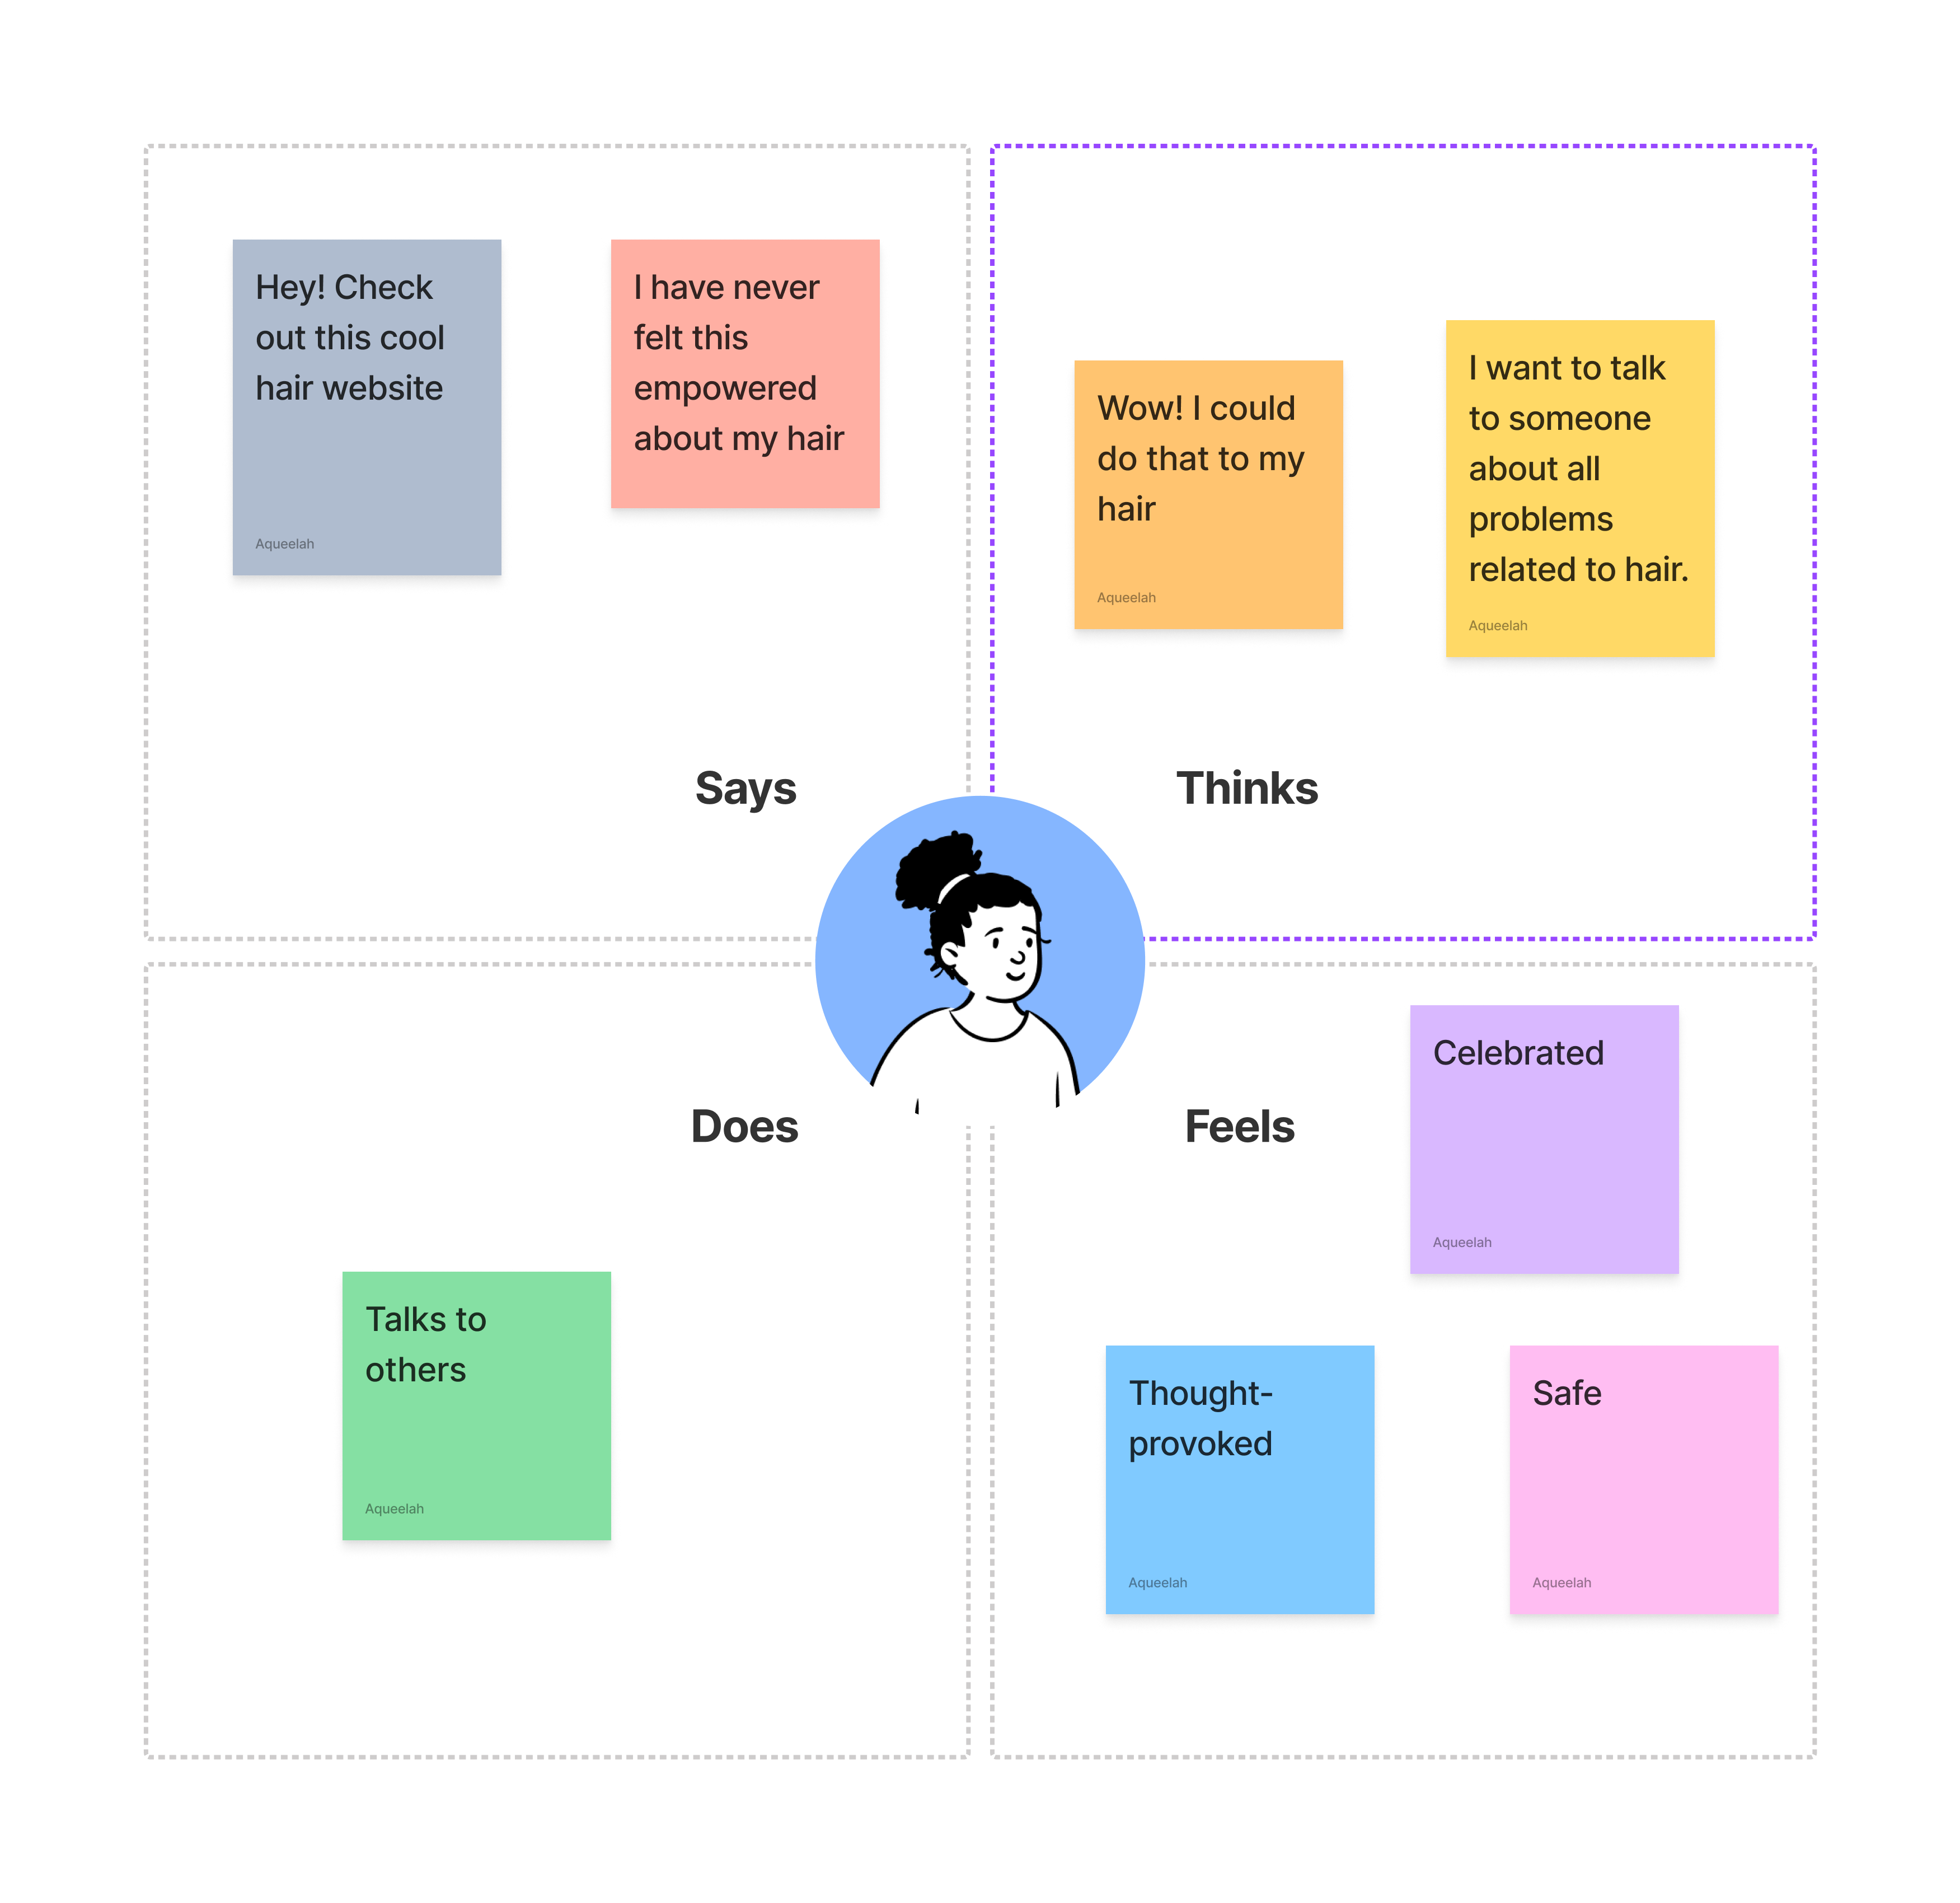 Hey! Check
out this cool
hair website
Aqueelah
I have never
felt this
empowered
about my hair
Says
Wow! I could
do that to my
hair
Aqueelah
I want to talk
to someone
about all
problems
related to hair.
Aqueelah
Thinks
Does
Talks to
others
Aqueelah
Feels
Celebrated
Aqueelah
Thought-
provoked
Aqueelah
Safe
Aqueelah